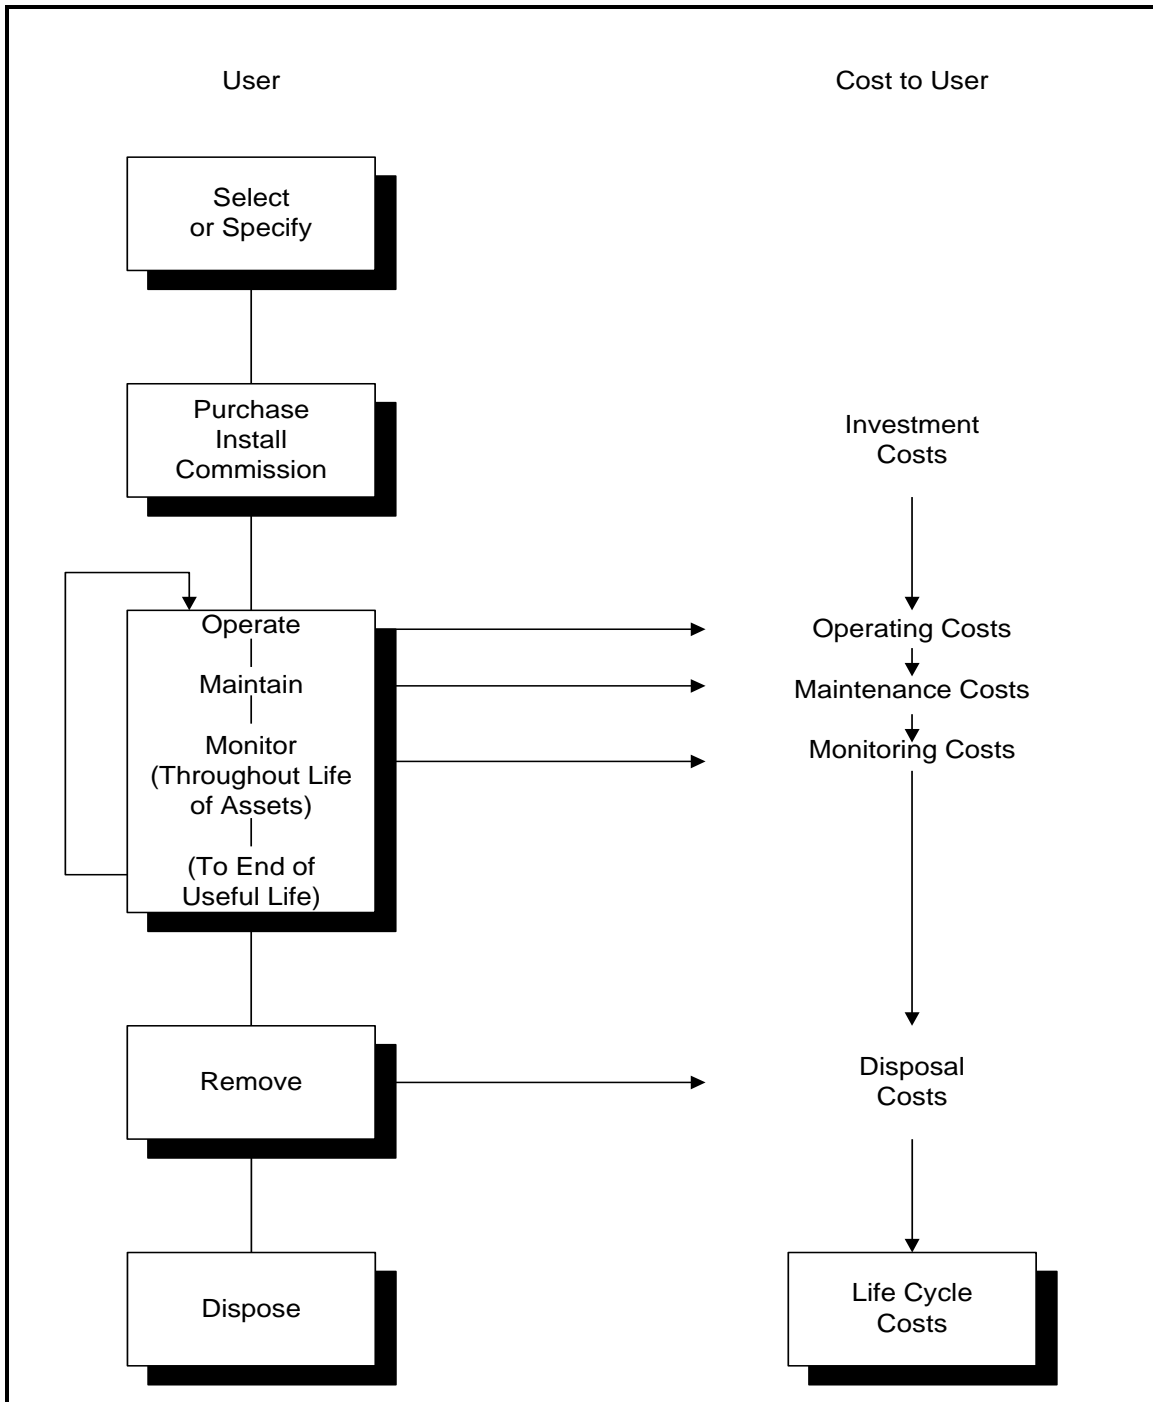 User
Cost to User
Select
or Specify
Purchase
Install
Commission
Investment
Costs
Operate
Maintain
Monitor
(Throughout Life
of Assets)
(To End of
Useful Life)
Operating Costs
Maintenance Costs
Monitoring Costs
Remove
Disposal
Costs
Dispose
Life Cycle
Costs